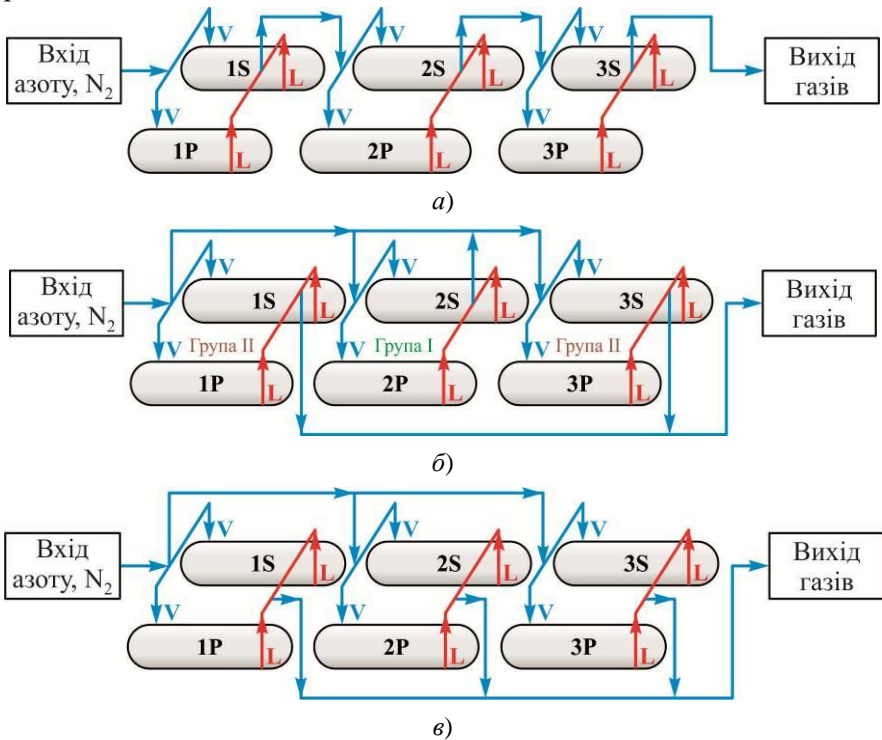 Вхід
азоту, N₂
V
1S
L
V
2S
L
V
3S
L
Вихід
газів
V
1P
L
V
2P
L
V
3P
L
а)
Вхід
азоту, N₂
V
1S
L
V
2S
L
V
3S
L
Вихід
газів
V
Група II
1P
L
V
Група I
2P
L
V
Група II
3P
L
б)
Вхід
азоту, N₂
V
1S
L
V
2S
L
V
3S
L
Вихід
газів
V
1P
L
V
2P
L
V
3P
L
в)